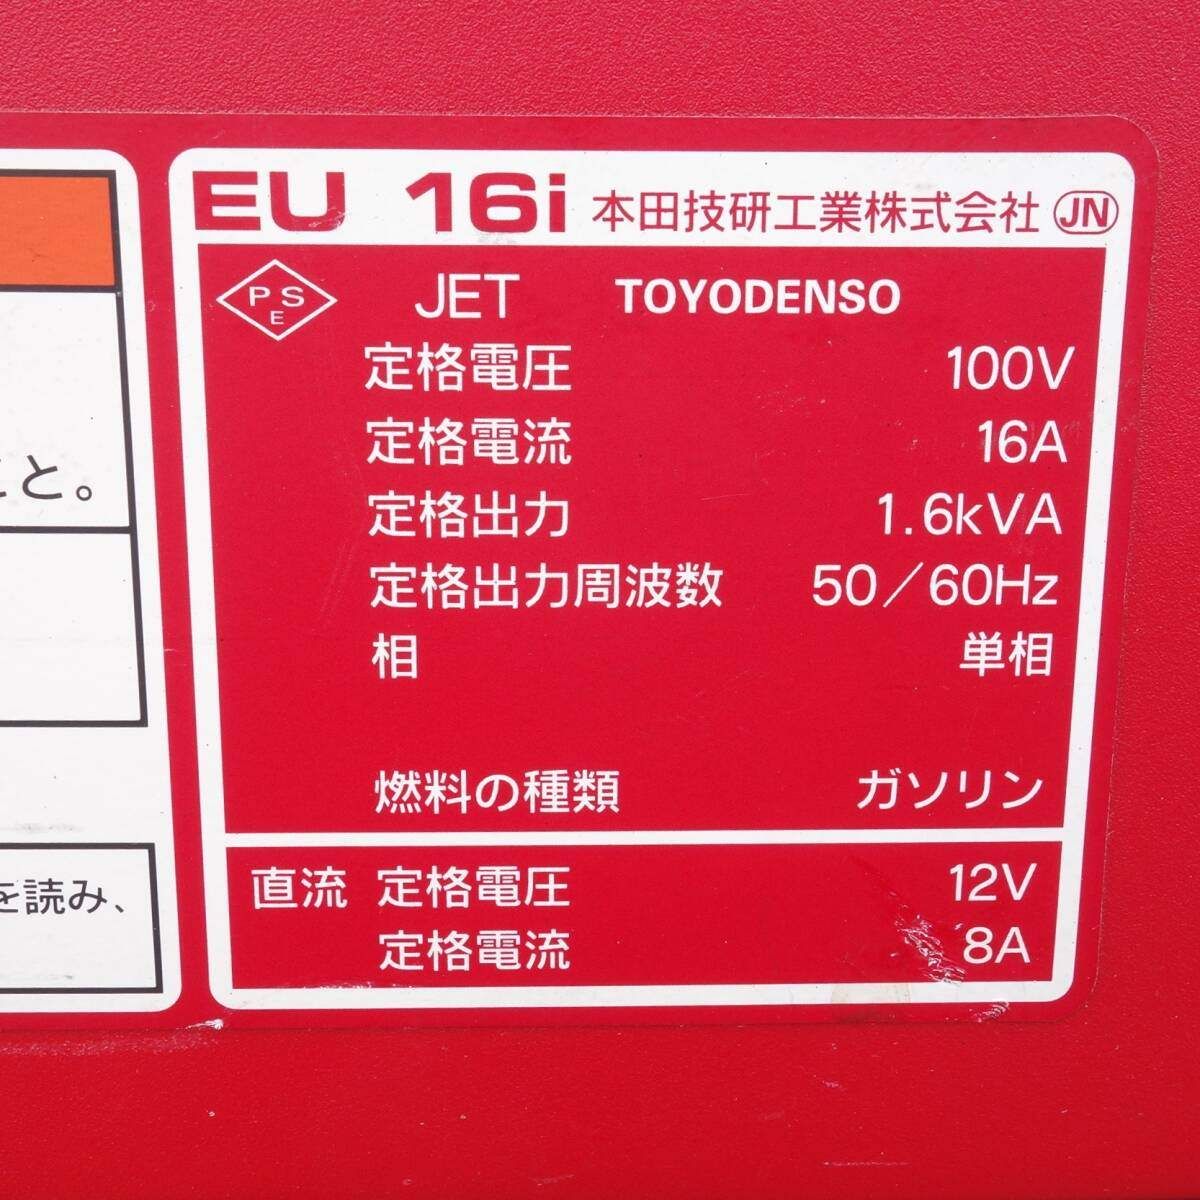 EU 16i 本田技研工業株式会社 JN
PSE JET TOYODENSO
定格電圧 100V
定格電流 16A
定格出力 1.6kVA
定格出力周波数 50/60Hz
相 単相
燃料の種類 ガソリン
直流 定格電圧 12V
定格電流 8A
と。
を読み、